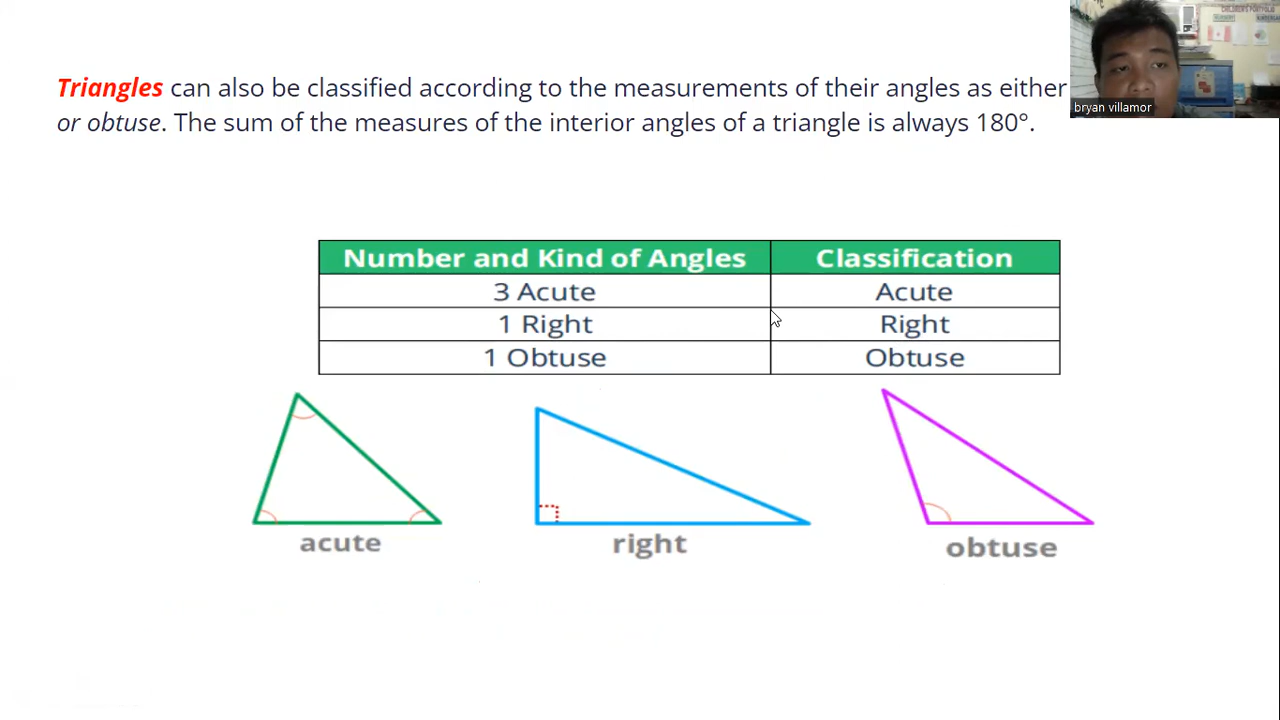 Triangles can also be classified according to the measurements of their angles as either
or obtuse. The sum of the measures of the interior angles of a triangle is always 180°.
bryan villamor
CHILDREN'S PORTFOLIO
Number and Kind of Angles Classification
3 Acute Acute
1 Right Right
1 Obtuse Obtuse
acute right obtuse